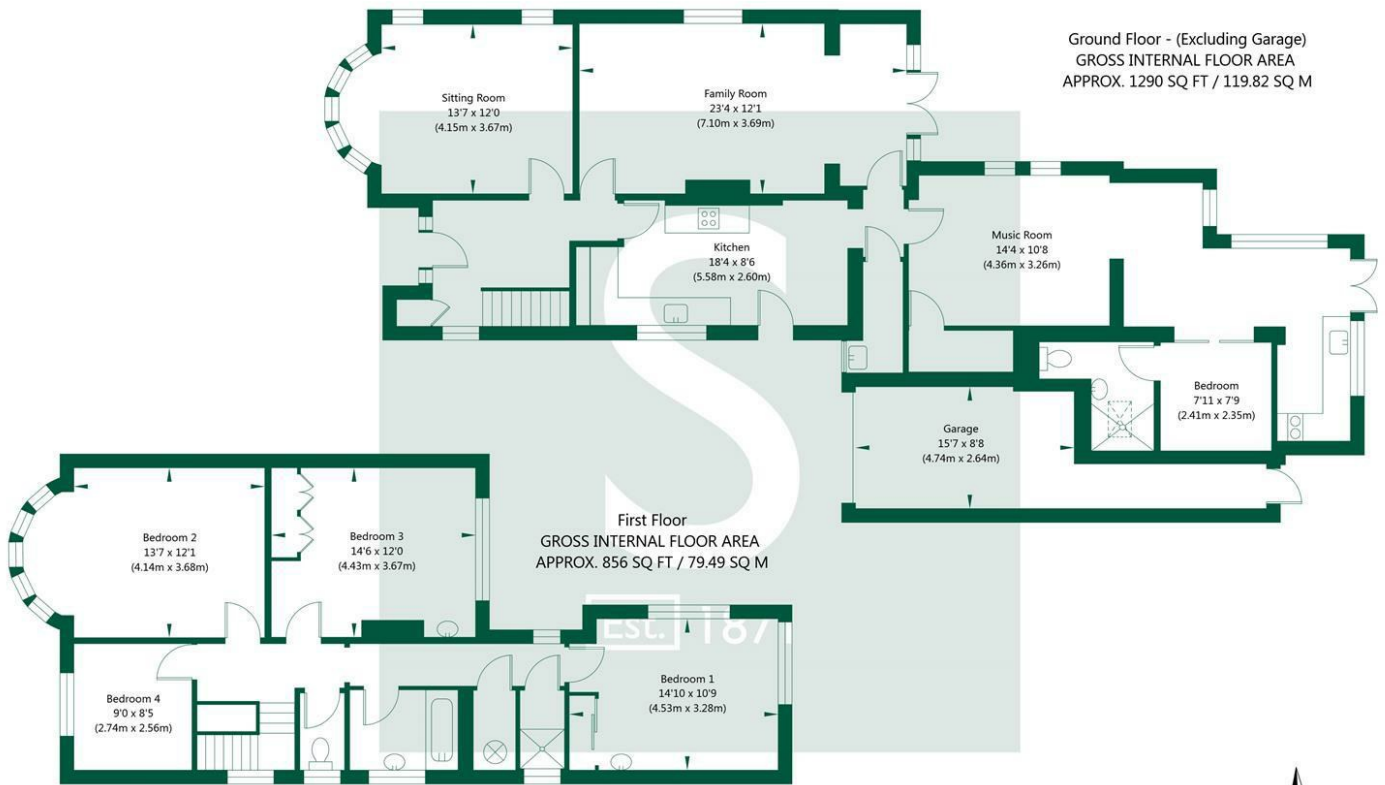 Ground Floor - (Excluding Garage)
GROSS INTERNAL FLOOR AREA
APPROX. 1290 SQ FT / 119.82 SQ M
Sitting Room
13'7 x 12'0
(4.15m x 3.67m)
Family Room
23'4 x 12'1
(7.10m x 3.69m)
Kitchen
18'4 x 8'6
(5.58m x 2.60m)
Music Room
14'4 x 10'8
(4.36m x 3.26m)
Bedroom
7'11 x 7'9
(2.41m x 2.35m)
Garage
15'7 x 8'8
(4.74m x 2.64m)
First Floor
GROSS INTERNAL FLOOR AREA
APPROX. 856 SQ FT / 79.49 SQ M
Bedroom 2
13'7 x 12'1
(4.14m x 3.68m)
Bedroom 3
14'6 x 12'0
(4.43m x 3.67m)
Bedroom 4
9'0 x 8'5
(2.74m x 2.56m)
Bedroom 1
14'10 x 10'9
(4.53m x 3.28m)
S
Est. 187